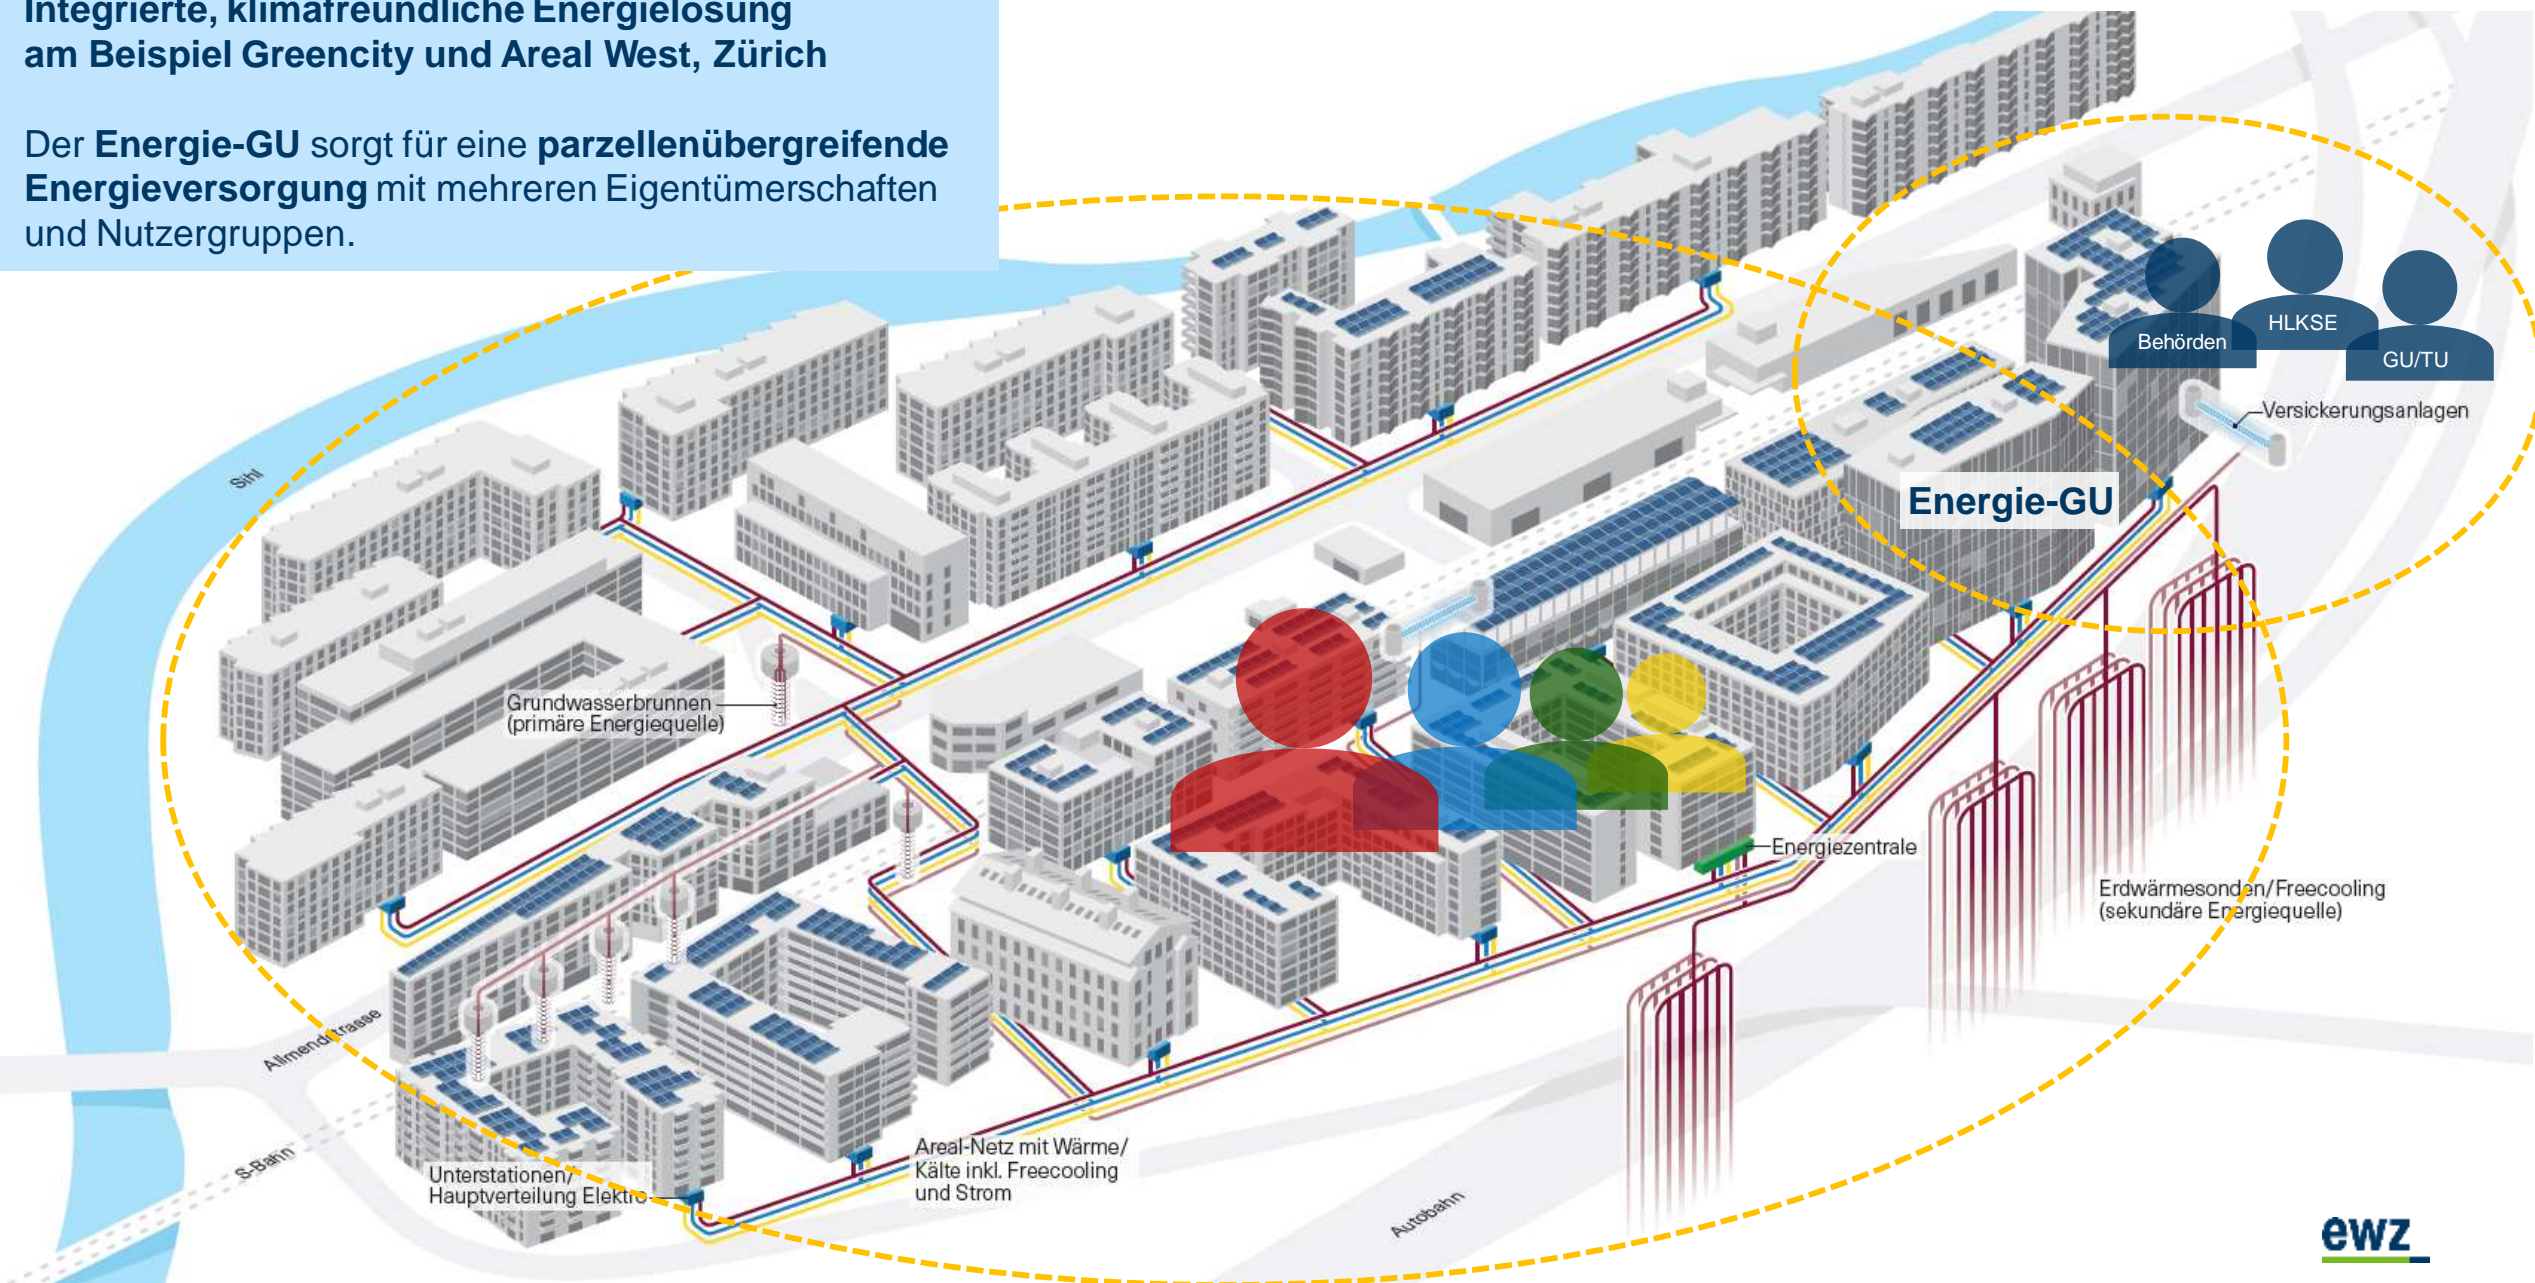 Integrierte, klimafreundliche Energielösung
am Beispiel Greencity und Areal West, Zürich
Der Energie-GU sorgt für eine parzellenübergreifende
Energieversorgung mit mehreren Eigentümerschaften
und Nutzergruppen.
Behörden
HLKSE
GU/TU
Versickerungsanlagen
Sihl
Energie-GU
Grundwasserbrunnen
(primäre Energiequelle)
Energiezentrale
Erdwärmesonden/Freecooling
(sekundäre Energiequelle)
Allmendstrasse
S-Bahn
Areal-Netz mit Wärme/
Kälte inkl. Freecooling
und Strom
Unterstationen/
Hauptverteilung Elektro
Autobahn
ewz